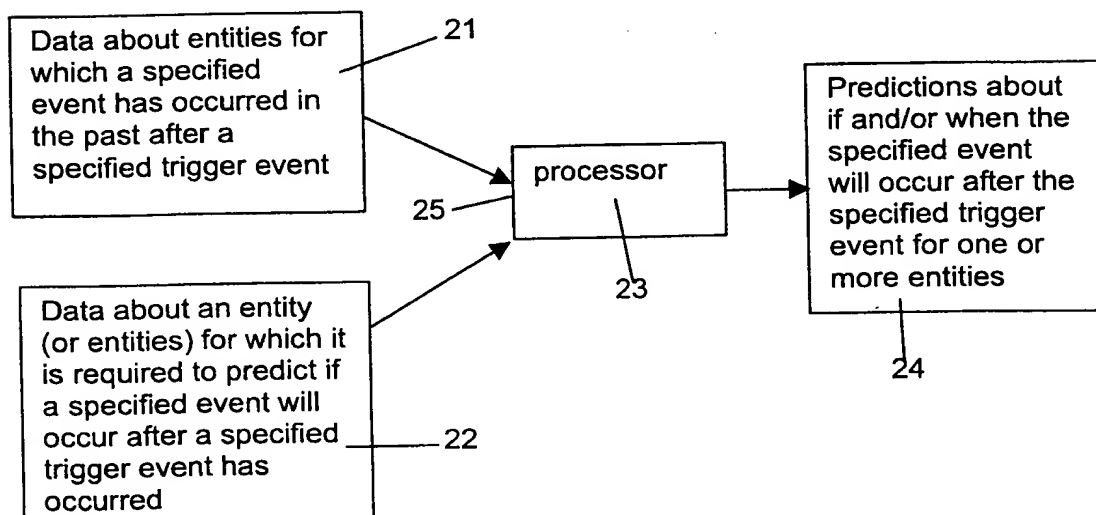 Data about entities for
which a specified
event has occurred in
the past after a
specified trigger event
21
processor
25
23
Predictions about
if and/or when the
specified event
will occur after the
specified trigger
event for one or
more entities
24
Data about an entity
(or entities) for which it
is required to predict if
a specified event will
occur after a specified
trigger event has
occurred
22